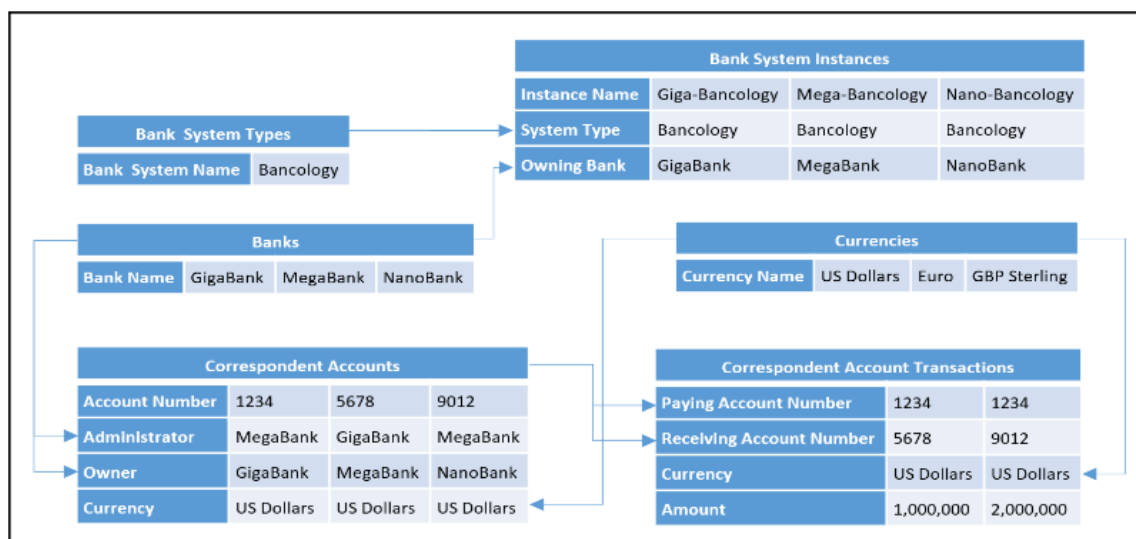 Bank System Instances
Instance Name Giga-Bancology Mega-Bancology Nano-Bancology
System Type Bancology Bancology Bancology
Owning Bank GigaBank MegaBank NanoBank
Bank System Types
Bank System Name Bancology
Banks
Bank Name GigaBank MegaBank NanoBank
Currencies
Currency Name US Dollars Euro GBP Sterling
Correspondent Accounts
Account Number 1234 5678 9012
Administrator MegaBank GigaBank MegaBank
Owner GigaBank MegaBank NanoBank
Currency US Dollars US Dollars US Dollars
Correspondent Account Transactions
Paying Account Number 1234 1234
Receiving Account Number 5678 9012
Currency US Dollars US Dollars
Amount 1,000,000 2,000,000